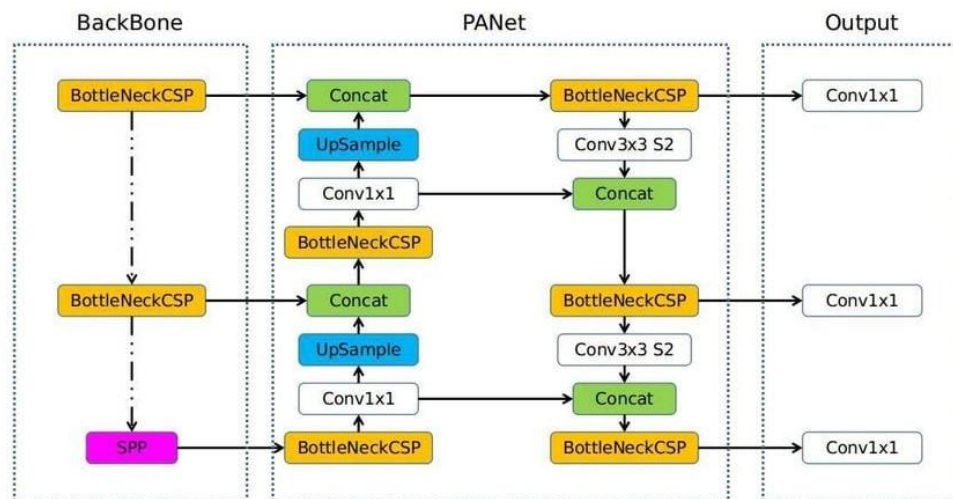 BackBone
PANet
Output
BottleNeckCSP
Concat
BottleNeckCSP
Conv1x1
UpSample
Conv3x3 S2
Conv1x1
Concat
BottleNeckCSP
BottleNeckCSP
Concat
BottleNeckCSP
Conv1x1
UpSample
Conv3x3 S2
Conv1x1
Concat
SPP
BottleNeckCSP
BottleNeckCSP
Conv1x1